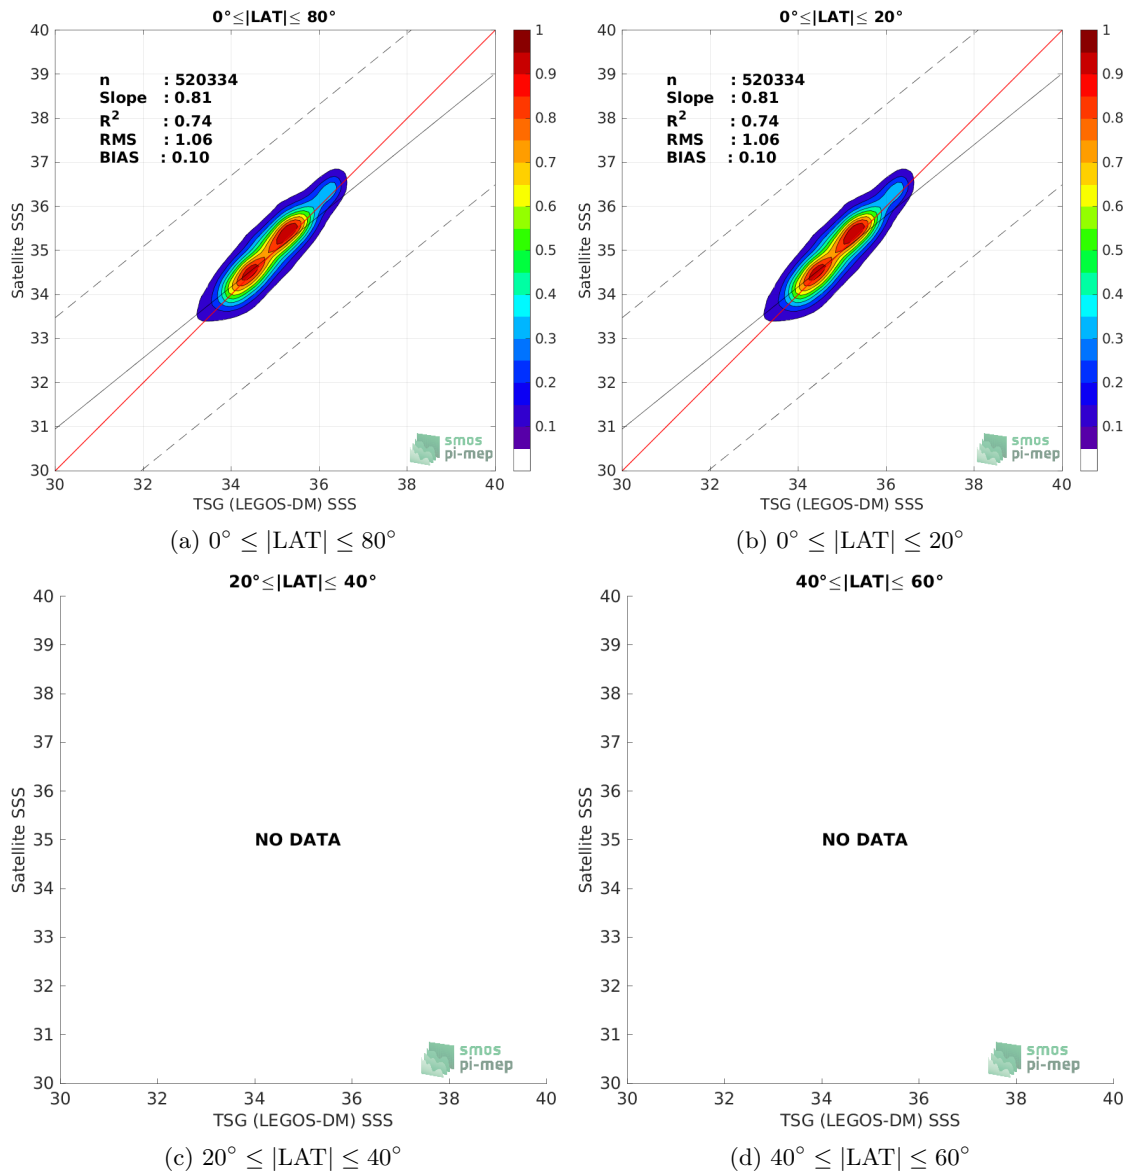 0°≤|LAT|≤ 80°
40
39
38
37
36
35
34
33
32
31
30
Satellite SSS
n : 520334
Slope : 0.81
R² : 0.74
RMS : 1.06
BIAS : 0.10
smos
pi-mep
30 32 34 36 38 40
TSG (LEGOS-DM) SSS
1
0.9
0.8
0.7
0.6
0.5
0.4
0.3
0.2
0.1
(a) 0° ≤ |LAT| ≤ 80°
0°≤|LAT|≤ 20°
40
39
38
37
36
35
34
33
32
31
30
Satellite SSS
n : 520334
Slope : 0.81
R² : 0.74
RMS : 1.06
BIAS : 0.10
smos
pi-mep
30 32 34 36 38 40
TSG (LEGOS-DM) SSS
1
0.9
0.8
0.7
0.6
0.5
0.4
0.3
0.2
0.1
(b) 0° ≤ |LAT| ≤ 20°
20°≤|LAT|≤ 40°
40
39
38
37
36
35
34
33
32
31
30
Satellite SSS
NO DATA
smos
pi-mep
30 32 34 36 38 40
TSG (LEGOS-DM) SSS
(c) 20° ≤ |LAT| ≤ 40°
40°≤|LAT|≤ 60°
40
39
38
37
36
35
34
33
32
31
30
Satellite SSS
NO DATA
smos
pi-mep
30 32 34 36 38 40
TSG (LEGOS-DM) SSS
(d) 40° ≤ |LAT| ≤ 60°